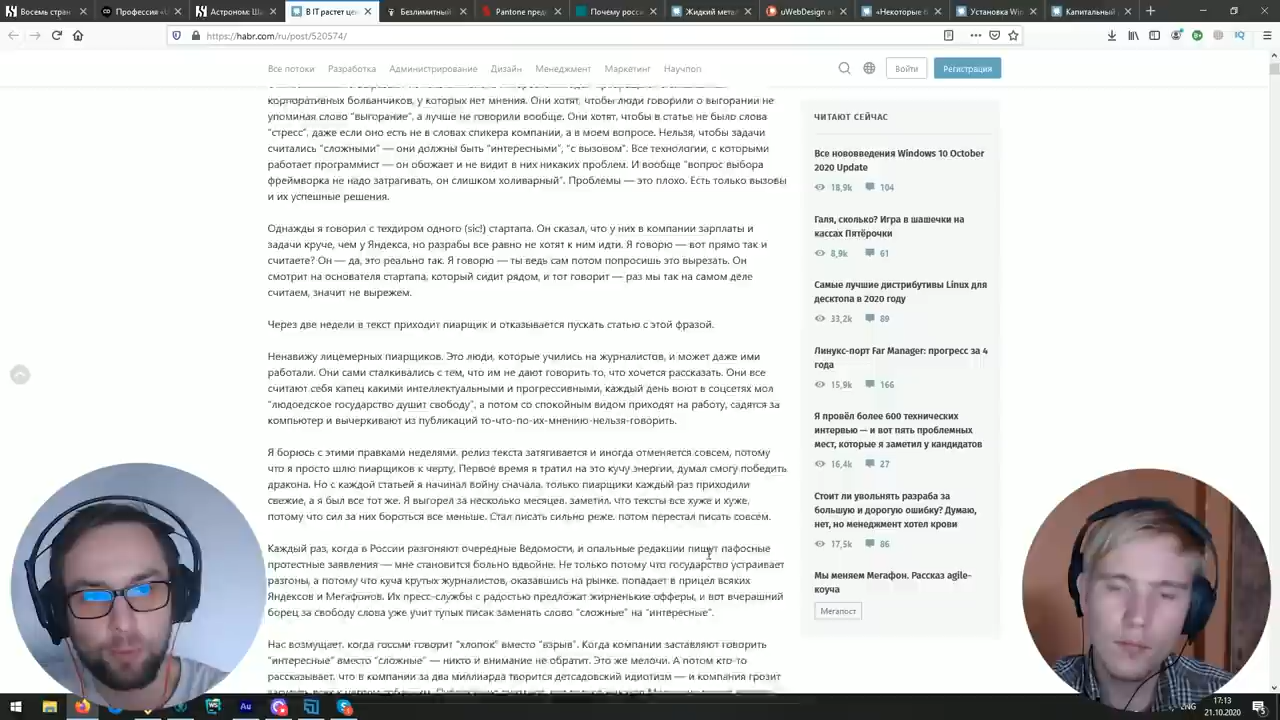 Восемь стран
Професси «U
Астроном: Ша
В IT растет цен
Безлимитный
Pantone предс
Почему росси
Жидкий метал
uWebDesign в
«Некоторые б
Установка Wi
Капитальный
https://habr.com/ru/post/520574/
Все потоки Разработка Администрирование Дизайн Менеджмент Маркетинг Научпоп
Войти
Регистрация
корпоративных болванчиков, у которых нет мнения. Они хотят, чтобы люди говорили о выгорании не
упоминая слово "выгорание", а лучше не говорили вообще. Они хотят, чтобы в статье не было слова
"стресс", даже если оно есть не в словах спикера компании, а в моем вопросе. Нельзя, чтобы задачи
считались "сложными" — они должны быть "интересными", "с вызовом". Все технологии, с которыми
работает программист — он обожает и не видит в них никаких проблем. И вообще "вопрос выбора
фреймворка не надо затрагивать, он слишком холиварный". Проблемы — это плохо. Есть только вызовы
и их успешные решения.
Однажды я говорил с техдиром одного (sic!) стартапа. Он сказал, что у них в компании зарплаты и
задачи круче, чем у Яндекса, но разрабы все равно не хотят к ним идти. Я говорю — вот прямо так и
считаете? Он — да, это реально так. Я говорю — ты ведь сам потом попросишь это вырезать. Он
смотрит на основателя стартапа, который сидит рядом, и тот говорит — раз мы так на самом деле
считаем, значит не вырежем.
Через две недели в текст приходит пиарщик и отказывается пускать статью с этой фразой.
Ненавижу лицемерных пиарщиков. Это люди, которые учились на журналистов, и может даже ими
работали. Они сами сталкивались с тем, что им не дают говорить то, что хочется рассказать. Они все
считают себя капец какими интеллектуальными и прогрессивными, каждый день воют в соцсетях мол
"людоедское государство душит свободу", а потом со спокойным видом приходят на работу, садятся за
компьютер и вычеркивают из публикаций то-что-по-их-мнению-нельзя-говорить.
Я борюсь с этими правками неделями, релиз текста затягивается и иногда отменяется совсем, потому
что я просто шлю пиарщиков к черту. Первое время я тратил на это кучу энергии, думал смогу победить
дракона. Но с каждой статьей я начинал войну сначала, только пиарщики каждый раз приходили
свежие, а я был все тот же. Я выгорел за несколько месяцев, заметил, что тексты все хуже и хуже,
потому что сил за них бороться все меньше. Стал писать сильно реже, потом перестал писать совсем.
Каждый раз, когда в России разгоняют очередные Ведомости, и опальные редакции пишут пафосные
протестные заявления — мне становится больно вдвойне. Не только потому что государство устраивает
разгоны, а потому что куча крутых журналистов, оказавшись на рынке, попадает в прицел всяких
Яндексов и Мегафонов. Их пресс-службы с радостью предложат жирненькие офферы, и вот вчерашний
борец за свободу слова уже учит тупых писак заменять слово "сложные" на "интересные".
Нас возмущает, когда госсми говорит "хлопок" вместо "взрыв". Когда компании заставляют говорить
"интересные" вместо "сложные" — никто и внимание не обратит. Это же мелочи. А потом кто-то
рассказывает, что в компании за два миллиарда творится детсадовский идиотизм — и компания грозит
ЧИТАЮТ СЕЙЧАС
Все нововведения Windows 10 October
2020 Update
18,9k 104
Галя, сколько? Игра в шашечки на
кассах Пятёрочки
8,9k 61
Самые лучшие дистрибутивы Linux для
десктопа в 2020 году
33,2k 89
Линукс-порт Far Manager: прогресс за 4
года
15,9k 166
Я провёл более 600 технических
интервью — и вот пять проблемных
мест, которые я заметил у кандидатов
16,4k 27
Стоит ли увольнять разраба за
большую и дорогую ошибку? Думаю,
нет, но менеджмент хотел крови
17,5k 86
Мы меняем Мегафон. Рассказ agile-
коуча
Мегапост
ENG
17:13
21.10.2020